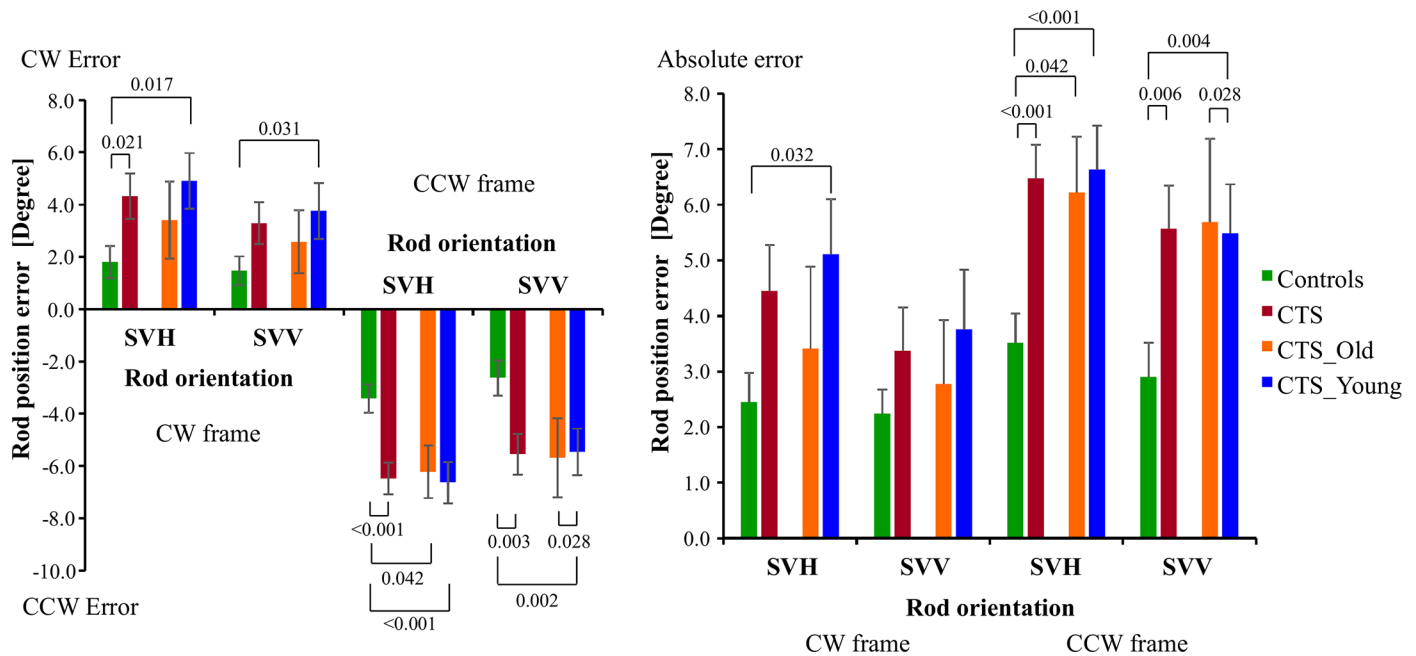 CW Error
8.0
6.0
4.0
2.0
0.0
-2.0
-4.0
-6.0
-8.0
-10.0
CCW Error
Rod position error [Degree]
0.017
0.021
0.031
SVH
SVV
Rod orientation
CW frame
CCW frame
Rod orientation
SVH
SVV
<0.001
0.042
<0.001
0.003
0.028
0.002
Absolute error
8.0
7.0
6.0
5.0
4.0
3.0
2.0
1.0
0.0
Rod position error [Degree]
0.032
<0.001
0.042
<0.001
0.004
0.006
0.028
SVH
SVV
SVH
SVV
Rod orientation
CW frame
CCW frame
Controls
CTS
CTS_Old
CTS_Young